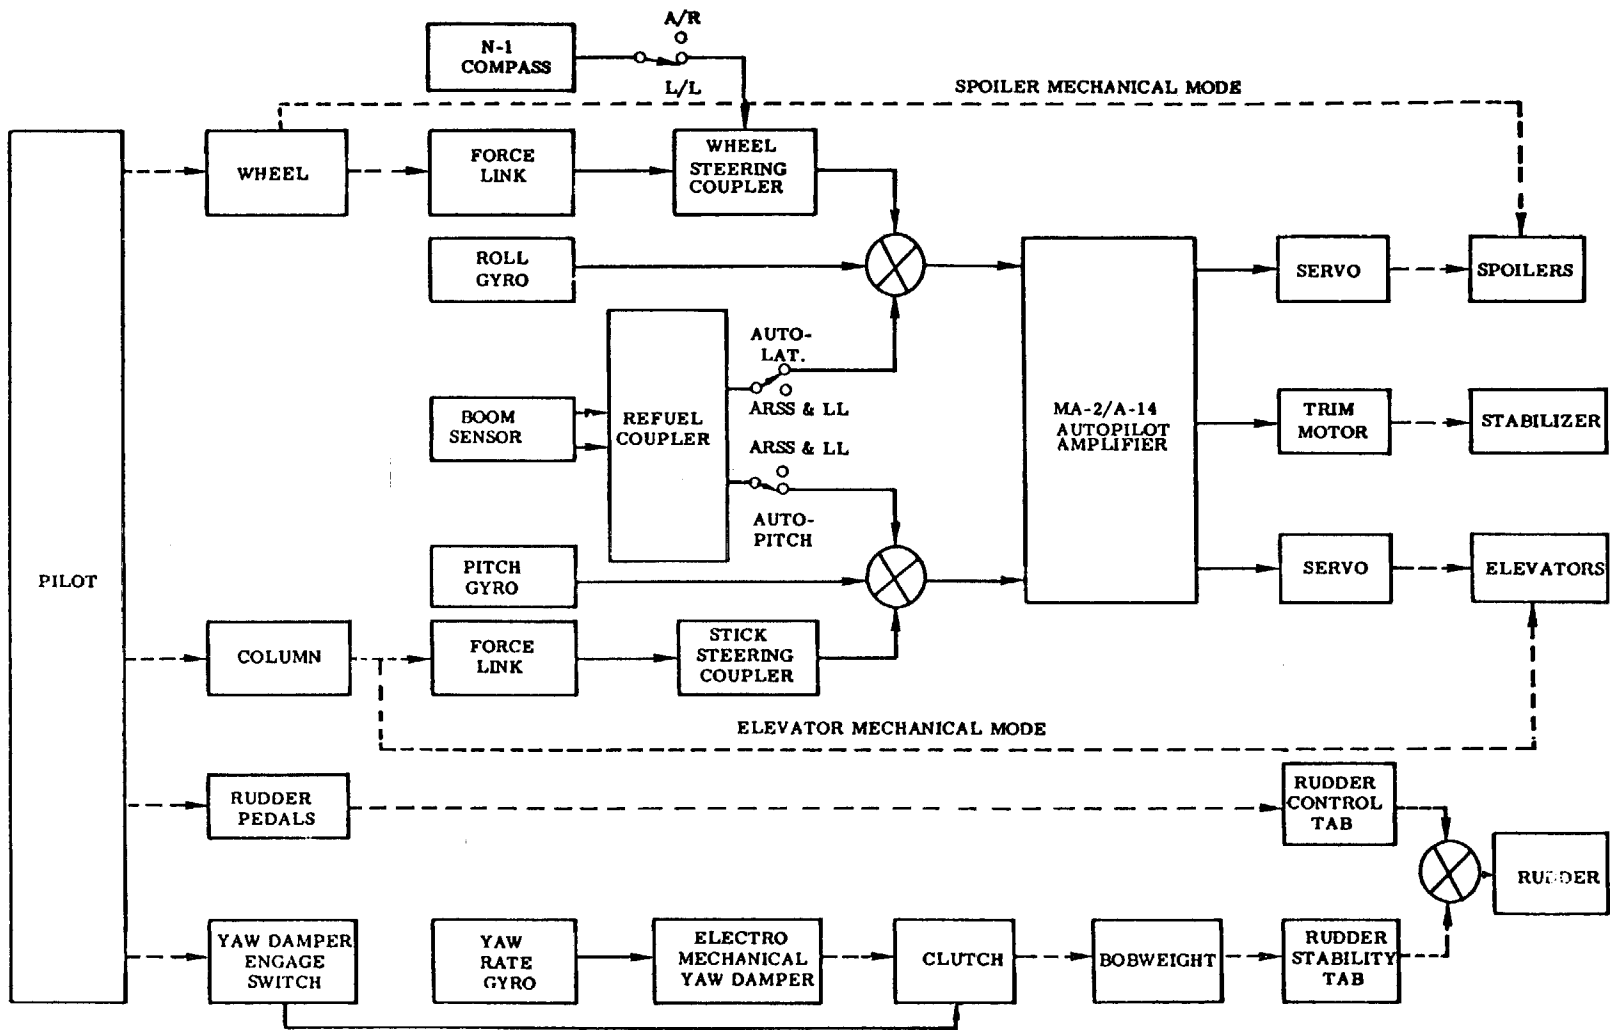 A/R
N-1
COMPASS
L/L
SPOILER MECHANICAL MODE
WHEEL
FORCE
LINK
WHEEL
STEERING
COUPLER
ROLL
GYRO
SERVO
SPOILERS
AUTO-
LAT.
BOOM
SENSOR
REFUEL
COUPLER
ARSS & LL
ARSS & LL
MA-2/A-14
AUTOPILOT
AMPLIFIER
TRIM
MOTOR
STABILIZER
AUTO-
PITCH
PILOT
PITCH
GYRO
SERVO
ELEVATORS
COLUMN
FORCE
LINK
STICK
STEERING
COUPLER
ELEVATOR MECHANICAL MODE
RUDDER
PEDALS
RUDDER
CONTROL
TAB
RUDDER
YAW DAMPER
ENGAGE
SWITCH
YAW
RATE
GYRO
ELECTRO
MECHANICAL
YAW DAMPER
CLUTCH
BOBWEIGHT
RUDDER
STABILITY
TAB